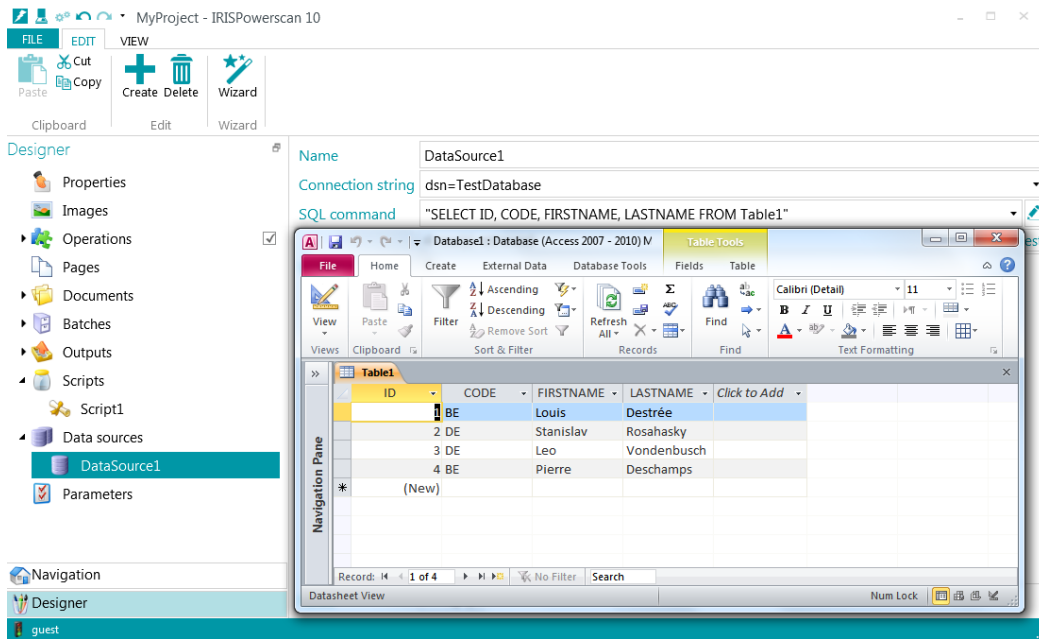 MyProject - IRISPowerscan 10
FILE EDIT VIEW
Paste Cut Copy Create Delete Wizard
Clipboard Edit Wizard
Designer
Properties
Images
Operations
Pages
Documents
Batches
Outputs
Scripts
Script1
Data sources
DataSource1
Parameters
Navigation
Designer
guest
Name DataSource1
Connection string dsn=TestDatabase
SQL command "SELECT ID, CODE, FIRSTNAME, LASTNAME FROM Table1"
Database1 : Database (Access 2007 - 2010) M Table Tools
File Home Create External Data Database Tools Fields Table
View Paste Filter Ascending Descending Remove Sort Refresh All Find Calibri (Detail) 11
B I U
A
Views Clipboard Sort & Filter Records Find Text Formatting
Table1
ID CODE FIRSTNAME LASTNAME Click to Add
1 BE Louis Destrée
2 DE Stanislav Rosahasky
3 DE Leo Vondenbusch
4 BE Pierre Deschamps
(New)
Navigation Pane
Record: 1 of 4 No Filter Search
Datasheet View Num Lock